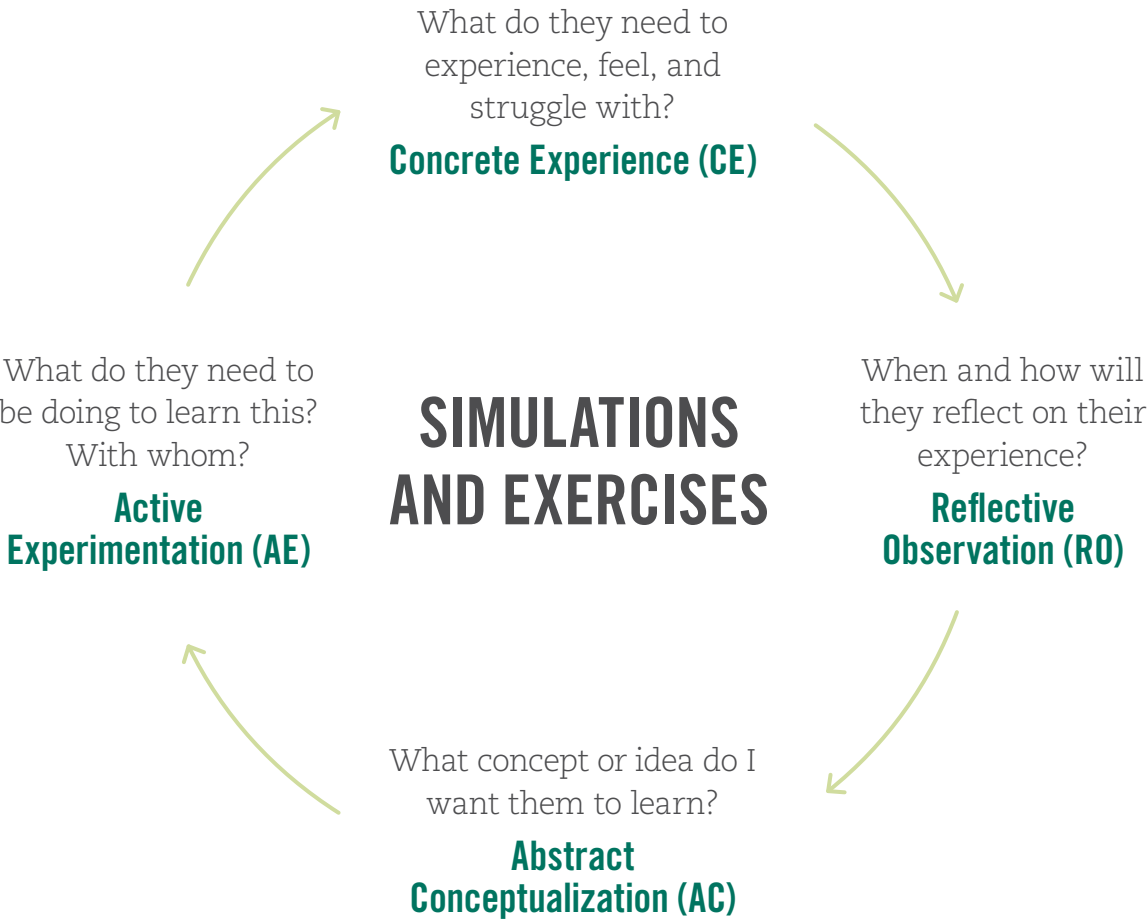 What do they need to
experience, feel, and
struggle with?
Concrete Experience (CE)
When and how will
they reflect on their
experience?
Reflective
Observation (RO)
What concept or idea do I
want them to learn?
Abstract
Conceptualization (AC)
What do they need to
be doing to learn this?
With whom?
Active
Experimentation (AE)
SIMULATIONS
AND EXERCISES